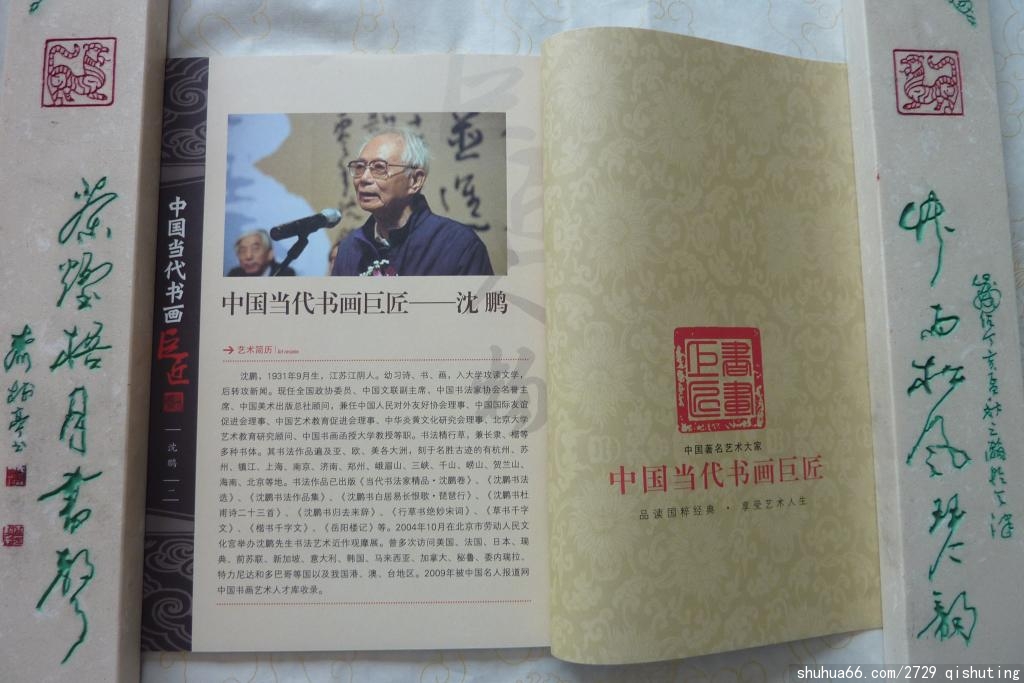 中国当代书画巨匠
沈鹏
二
中国当代书画巨匠——沈 鹏
艺术简历
沈鹏，1931年9月生，江苏江阴人。幼习诗、书、画，入大学攻读文学，
后转攻新闻。现任全国政协委员、中国文联副主席、中国书法家协会名誉主
席、中国美术出版总社顾问，兼任中国人民对外友好协会理事、中国国际友谊
促进会理事、中国艺术教育促进会理事、中华炎黄文化研究会理事、北京大学
艺术教育研究顾问、中国书画函授大学教授等职。书法精行草，兼长隶、楷等
多种书体。其书法作品遍及亚、欧、美各大洲，刻于名胜古迹的有杭州、苏
州、镇江、上海、南京、济南、郑州、峨嵋山、三峡、千山、崂山、贺兰山、
海南、北京等地。书法作品已出版《当代书法家精品·沈鹏卷》、《沈鹏书法
选》、《沈鹏书法作品集》、《沈鹏书白居易长恨歌·琵琶行》、《沈鹏书杜
甫诗二十三首》、《沈鹏书归去来辞》、《行草书绝妙宋词》、《草书千字
文》、《楷书千字文》、《岳阳楼记》等。2004年10月在北京市劳动人民文
化宫举办沈鹏先生书法艺术近作观摩展。曾多次访问美国、法国、日本、瑞
典、前苏联、新加坡、意大利、韩国、马来西亚、加拿大、秘鲁、委内瑞拉、
特力尼达和多巴哥等国以及我国港、澳、台地区。2009年被中国名人报道网
中国书画艺术人才库收录。
書畫巨匠
中国著名艺术大家
中国当代书画巨匠
品读国粹经典 · 享受艺术人生
竹雨松风琴韵
茶烟梧月书声
shuhua66.com/2729 qishuting